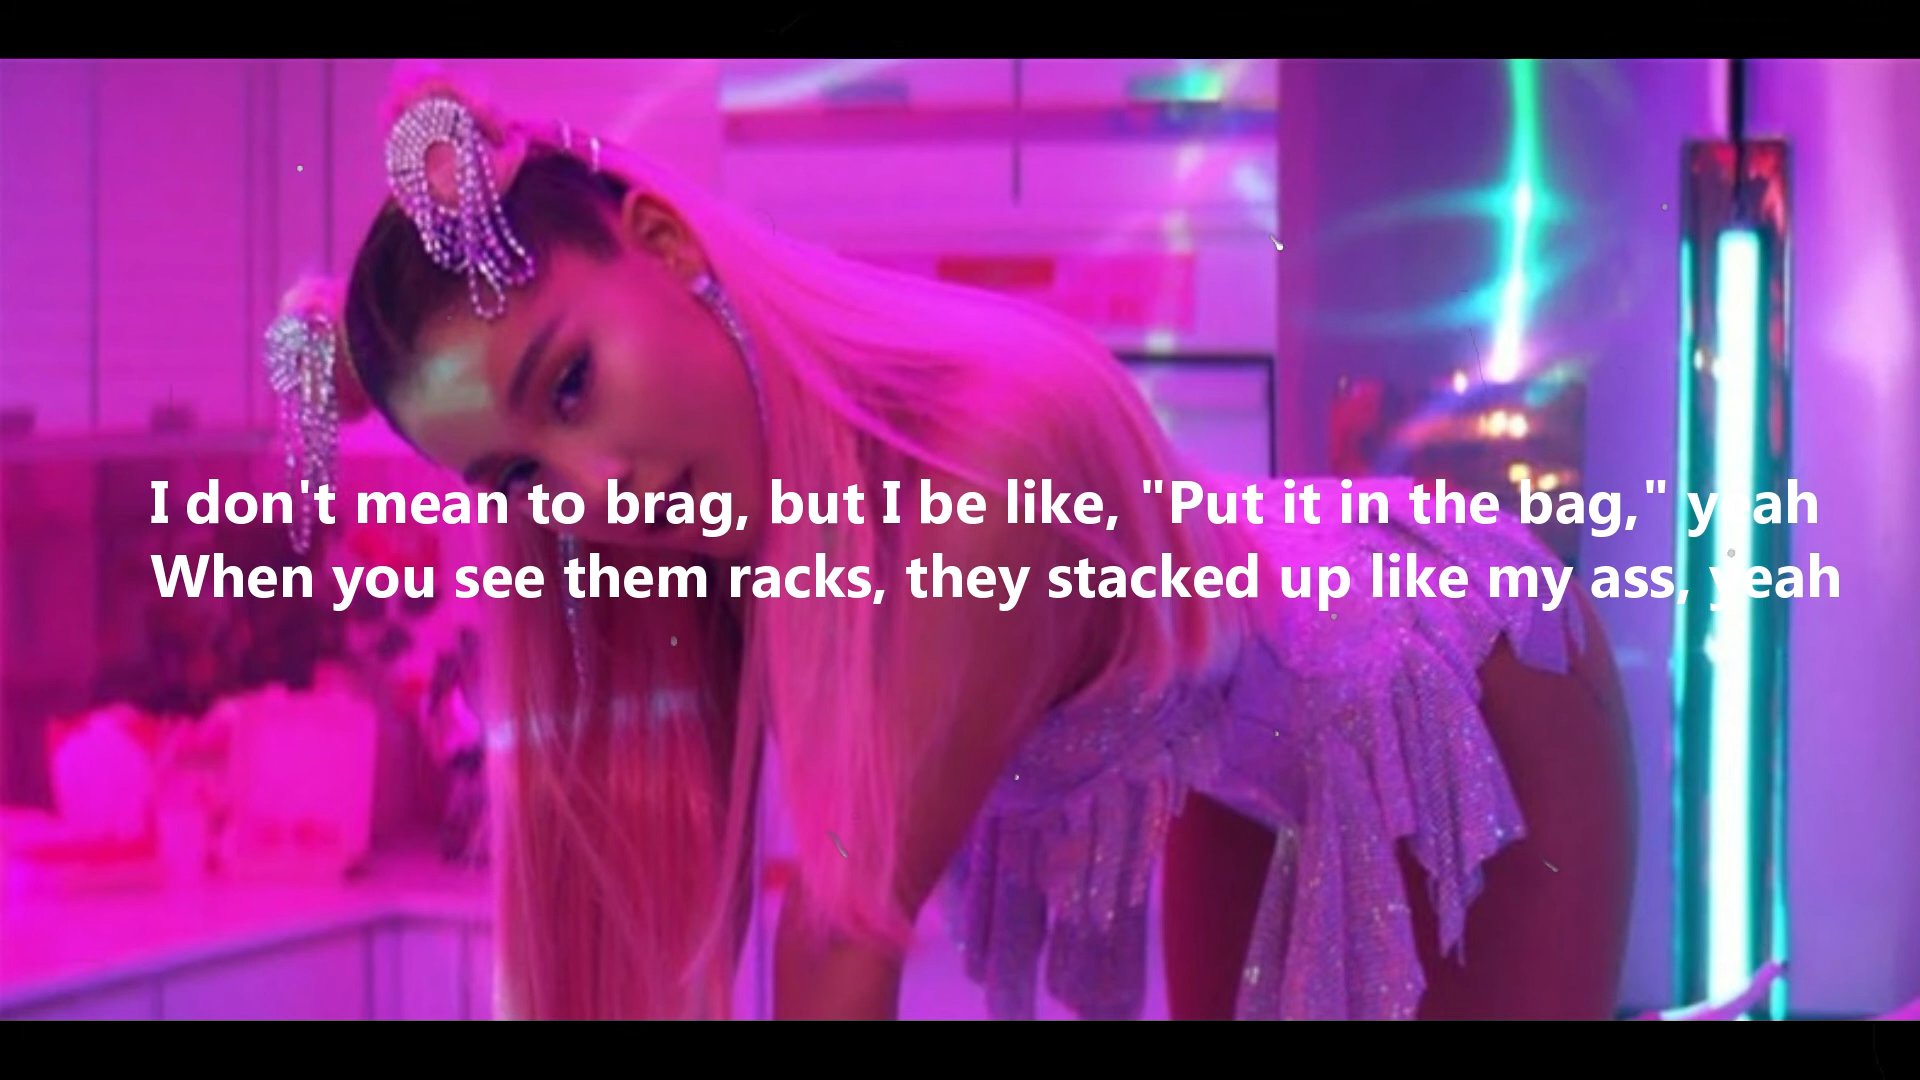 I don't mean to brag, but I be like, "Put it in the bag," yeah
When you see them racks, they stacked up like my ass, yeah